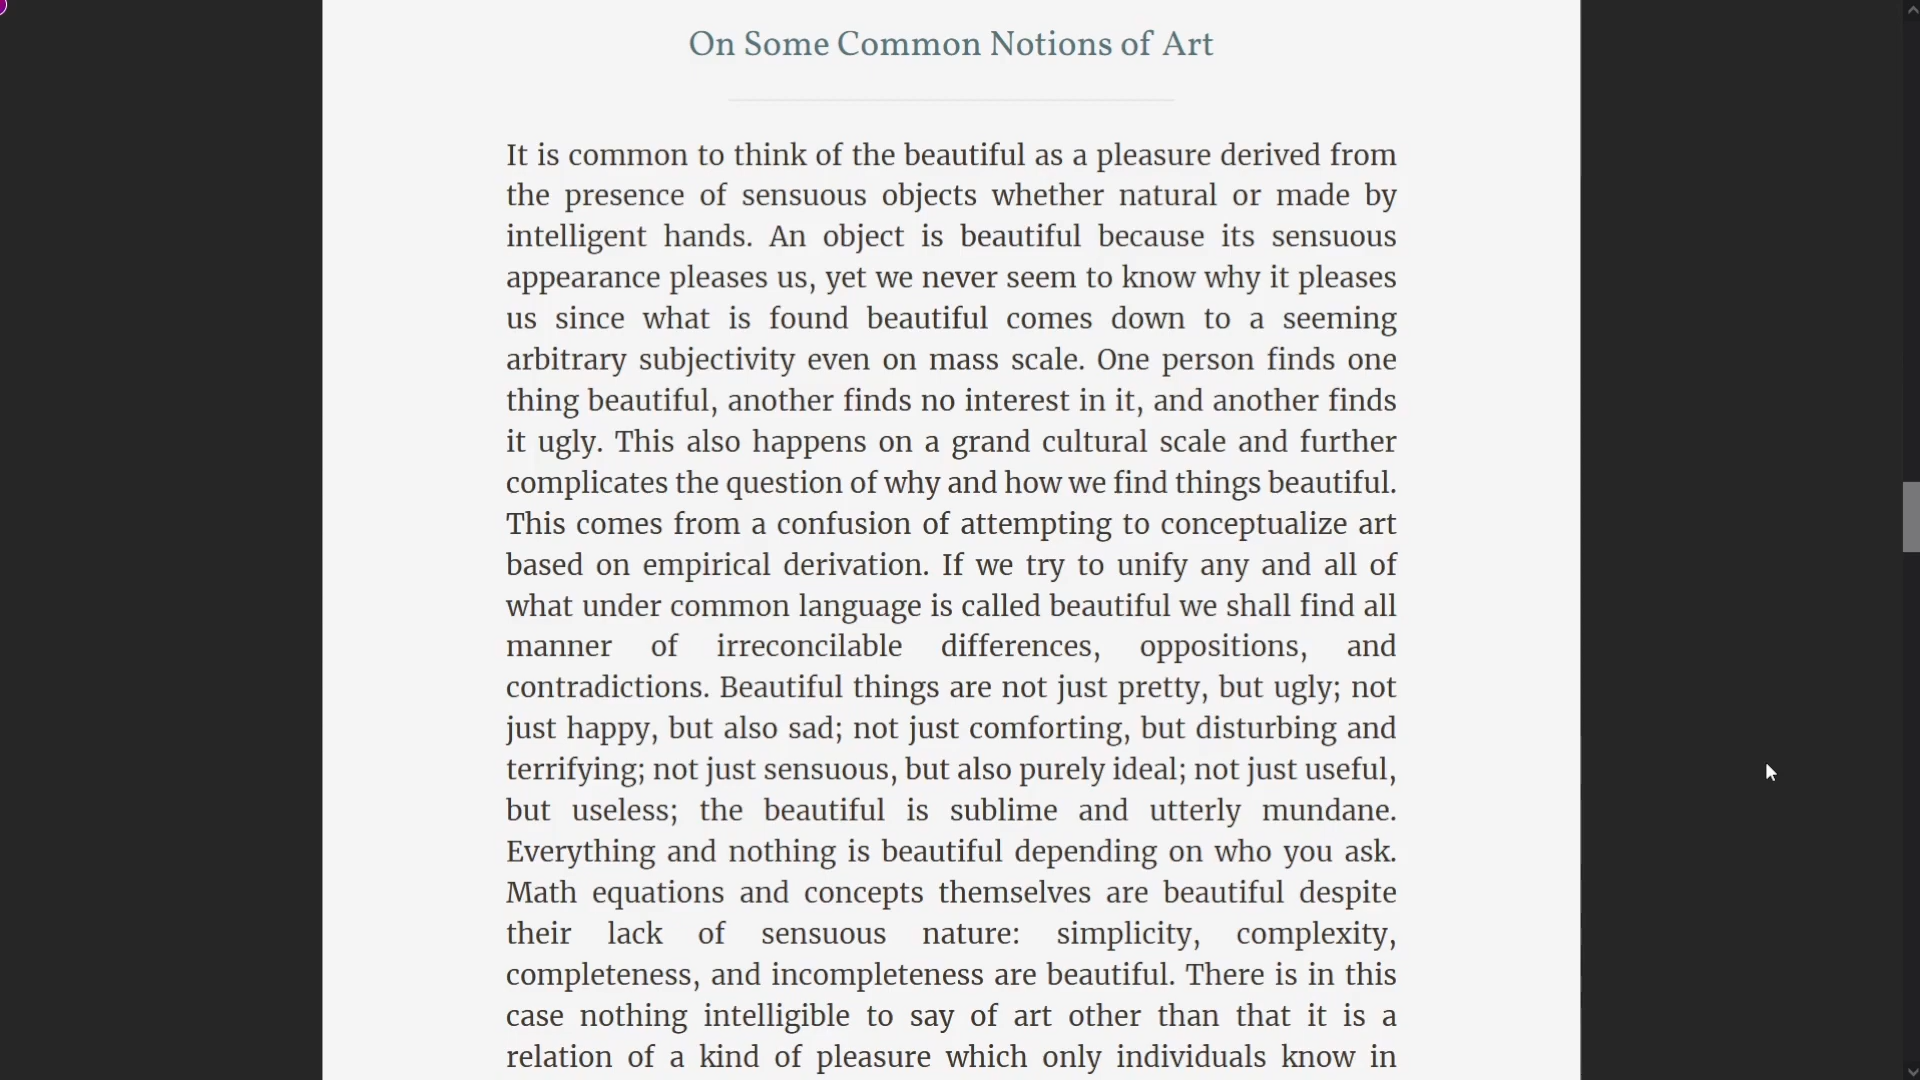 On Some Common Notions of Art
It is common to think of the beautiful as a pleasure derived from
the presence of sensuous objects whether natural or made by
intelligent hands. An object is beautiful because its sensuous
appearance pleases us, yet we never seem to know why it pleases
us since what is found beautiful comes down to a seeming
arbitrary subjectivity even on mass scale. One person finds one
thing beautiful, another finds no interest in it, and another finds
it ugly. This also happens on a grand cultural scale and further
complicates the question of why and how we find things beautiful.
This comes from a confusion of attempting to conceptualize art
based on empirical derivation. If we try to unify any and all of
what under common language is called beautiful we shall find all
manner of irreconcilable differences, oppositions, and
contradictions. Beautiful things are not just pretty, but ugly; not
just happy, but also sad; not just comforting, but disturbing and
terrifying; not just sensuous, but also purely ideal; not just useful,
but useless; the beautiful is sublime and utterly mundane.
Everything and nothing is beautiful depending on who you ask.
Math equations and concepts themselves are beautiful despite
their lack of sensuous nature: simplicity, complexity,
completeness, and incompleteness are beautiful. There is in this
case nothing intelligible to say of art other than that it is a
relation of a kind of pleasure which only individuals know in